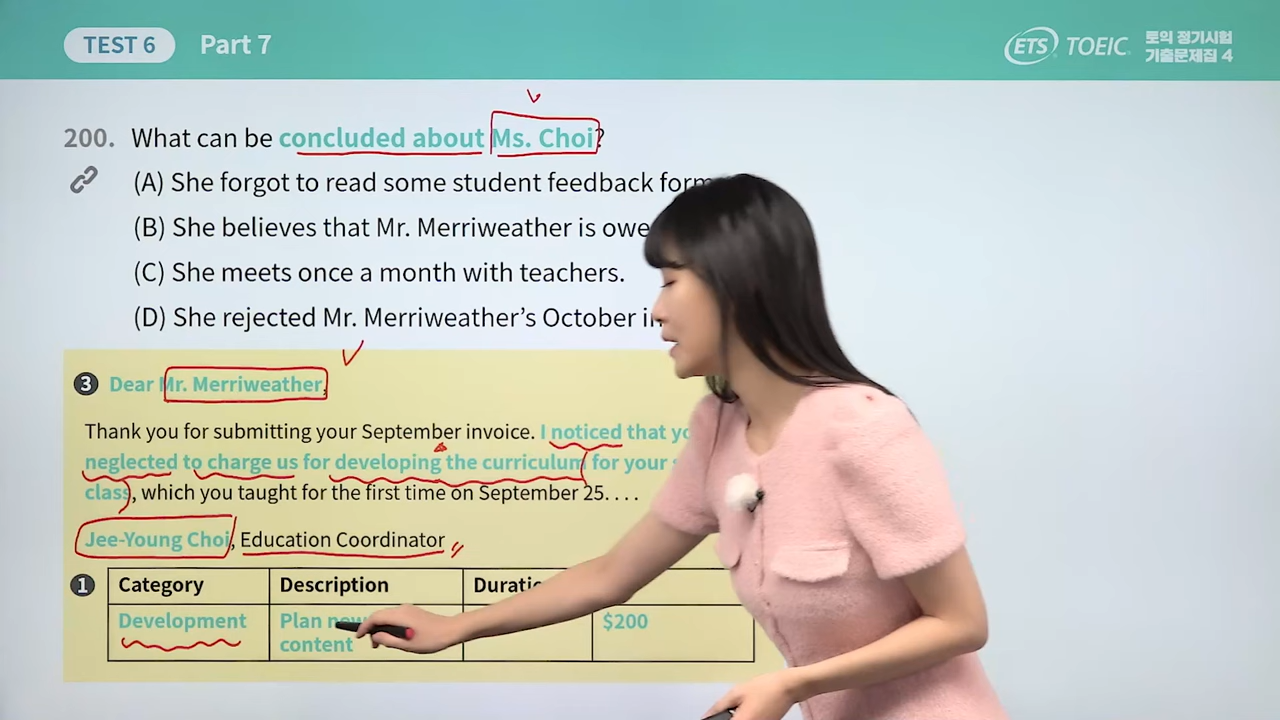 TEST 6
Part 7
ETS TOEIC
토익 정기시험
기출문제집 4
200. What can be concluded about Ms. Choi?
(A) She forgot to read some student feedback
(B) She believes that Mr. Merriweather is
(C) She meets once a month with teachers.
(D) She rejected Mr. Merriweather's October
3 Dear Mr. Merriweather,
Thank you for submitting your September invoice. I noticed that
neglected to charge us for developing the curriculum for your
class, which you taught for the first time on September 25. . . .
Jee-Young Choi, Education Coordinator
1 Category Description
Development Plan $200
content